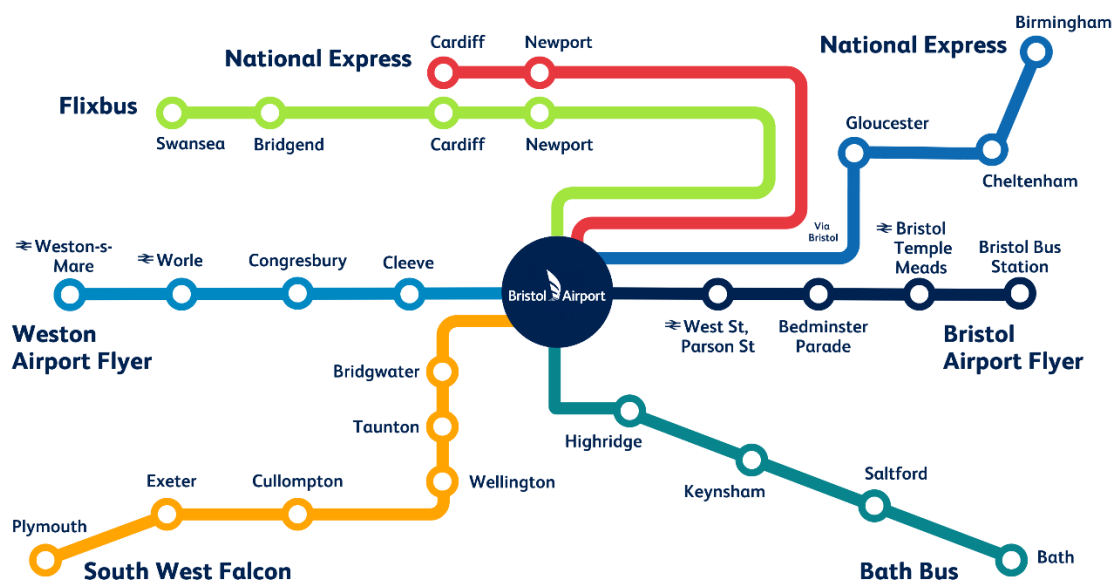 Birmingham
National Express
Cardiff
Newport
National Express
Flixbus
Swansea
Bridgend
Cardiff
Newport
Gloucester
Cheltenham
Via
Bristol
Weston-s-
Mare
Worle
Congresbury
Cleeve
Bristol
Temple
Meads
Bristol Bus
Station
Bristol Airport
Weston
Airport Flyer
West St,
Parson St
Bedminster
Parade
Bristol
Airport Flyer
Bridgwater
Taunton
Wellington
Cullompton
Exeter
Plymouth
South West Falcon
Highridge
Keynsham
Saltford
Bath
Bath Bus